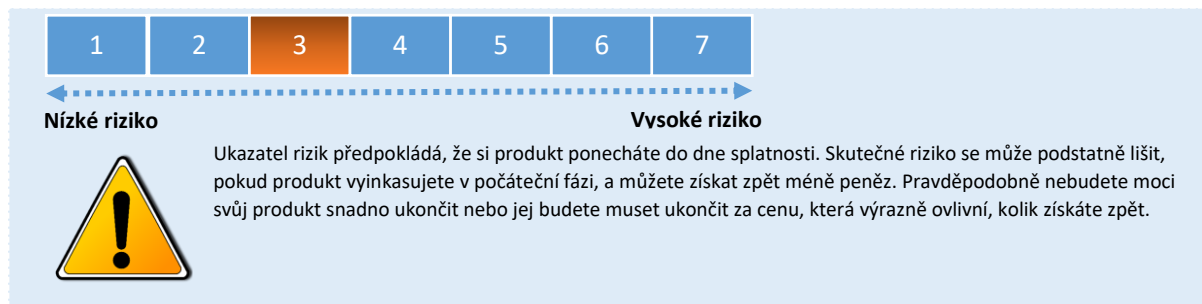 1 2 3 4 5 6 7
Nízké riziko Vysoké riziko
Ukazatel rizik předpokládá, že si produkt ponecháte do dne splatnosti. Skutečné riziko se může podstatně lišit,
pokud produkt vyinkasujete v počáteční fázi, a můžete získat zpět méně peněz. Pravděpodobně nebudete moci
svůj produkt snadno ukončit nebo jej budete muset ukončit za cenu, která výrazně ovlivní, kolik získáte zpět.